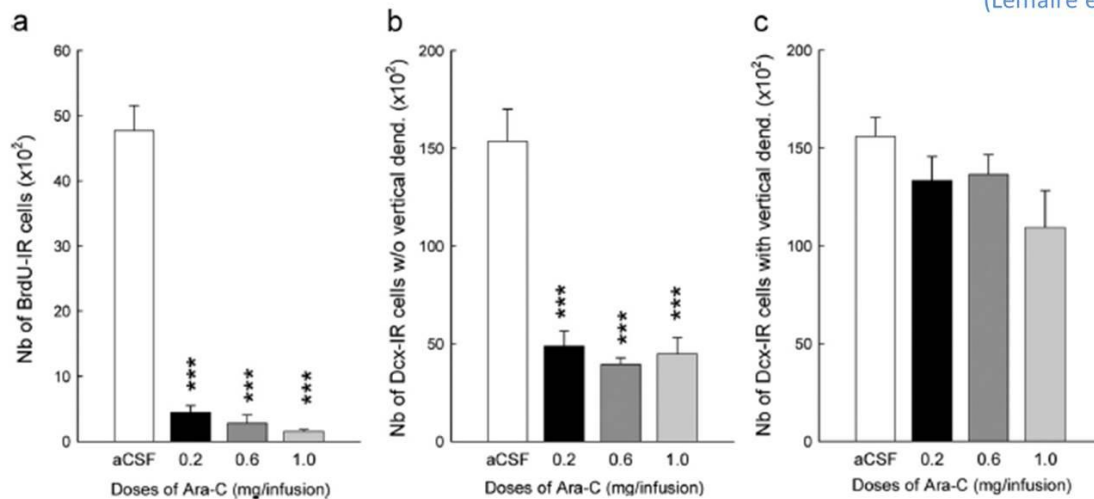 (Lemaire e
a
Nb of BrdU-IR cells (x10²)
60
50
40
30
20
10
0
***
***
***
aCSF 0.2 0.6 1.0
Doses of Ara-C (mg/infusion)
b
Nb of Dcx-IR cells w/o vertical dend. (x10²)
200
150
100
50
0
***
***
***
aCSF 0.2 0.6 1.0
Doses of Ara-C (mg/infusion)
c
Nb of Dcx-IR cells with vertical dend. (x10²)
200
150
100
50
0
aCSF 0.2 0.6 1.0
Doses of Ara-C (mg/infusion)